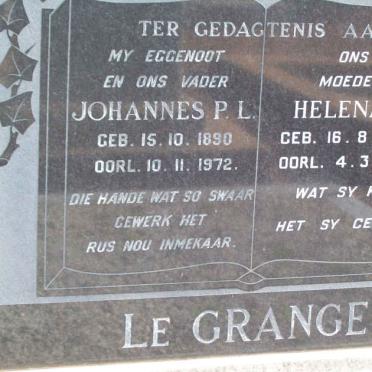 TER GEDAGTENIS AA
MY EGGENOOT
EN ONS VADER
JOHANNES P. L.
GEB. 15. 10. 1890
OORL. 10. 11. 1972.
DIE HANDE WAT SO SWAAR
GEWERK HET
RUS NOU INMEKAAR.
ONS
MOEDE
HELENA
GEB. 16. 8
OORL. 4. 3
WAT SY
HET SY GE
LE GRANGE